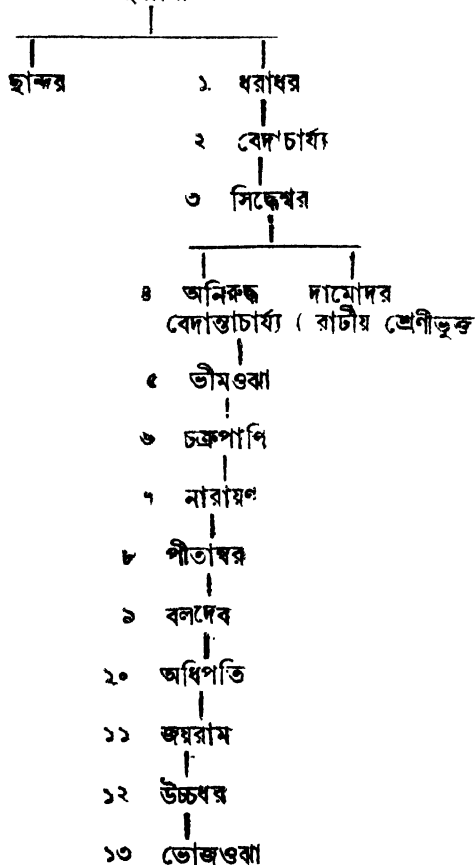 ছান্দর ১. ধরাধর
২ বেদাচার্য্য
৩ সিদ্ধেশ্বর
৪ অনিরুদ্ধ দামোদর
বেদান্তাচার্য্য ( রাঢীয় শ্রেণীভুক্ত
৫ ভীমওঝা
৬ চক্রপাণি
৭ নারায়ণ
৮ পীতাম্বর
৯ বলদেব
১০ অধিপতি
১১ জয়রাম
১২ উচ্চধর
১৩ ভোজওঝা